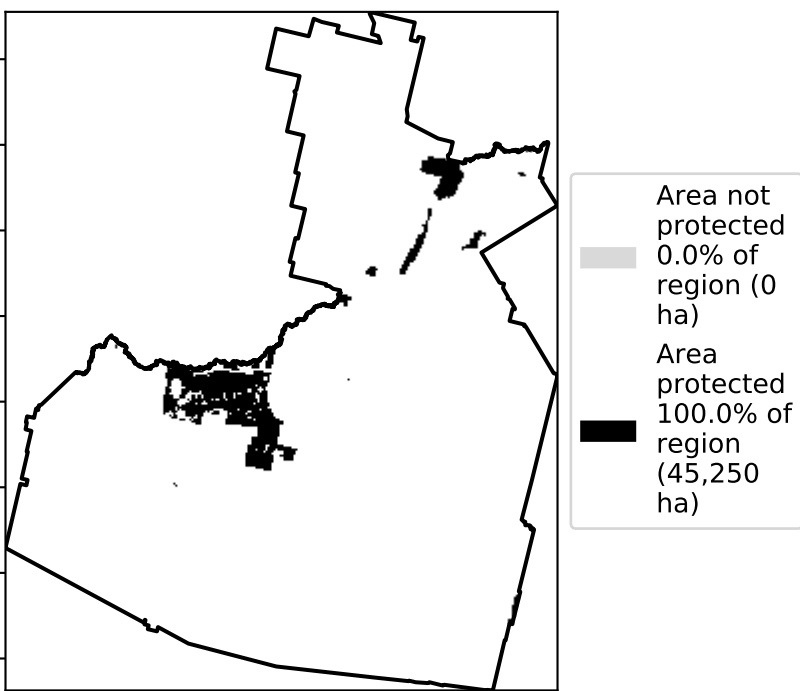 Area not
protected
0.0% of
region (0
ha)
Area
protected
100.0% of
region
(45,250
ha)